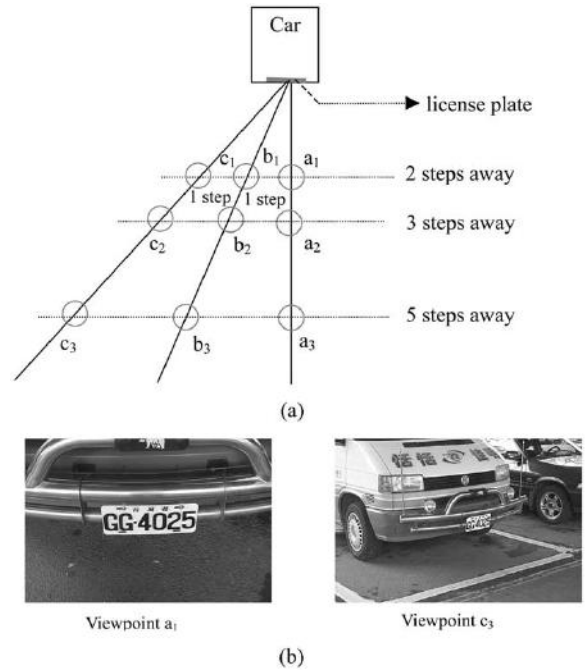 Car
license plate
c1 b1 a1
2 steps away
1 step 1 step
3 steps away
c2 b2 a2
5 steps away
c3 b3 a3
(a)
GG-4025
Viewpoint a1
Viewpoint c3
(b)